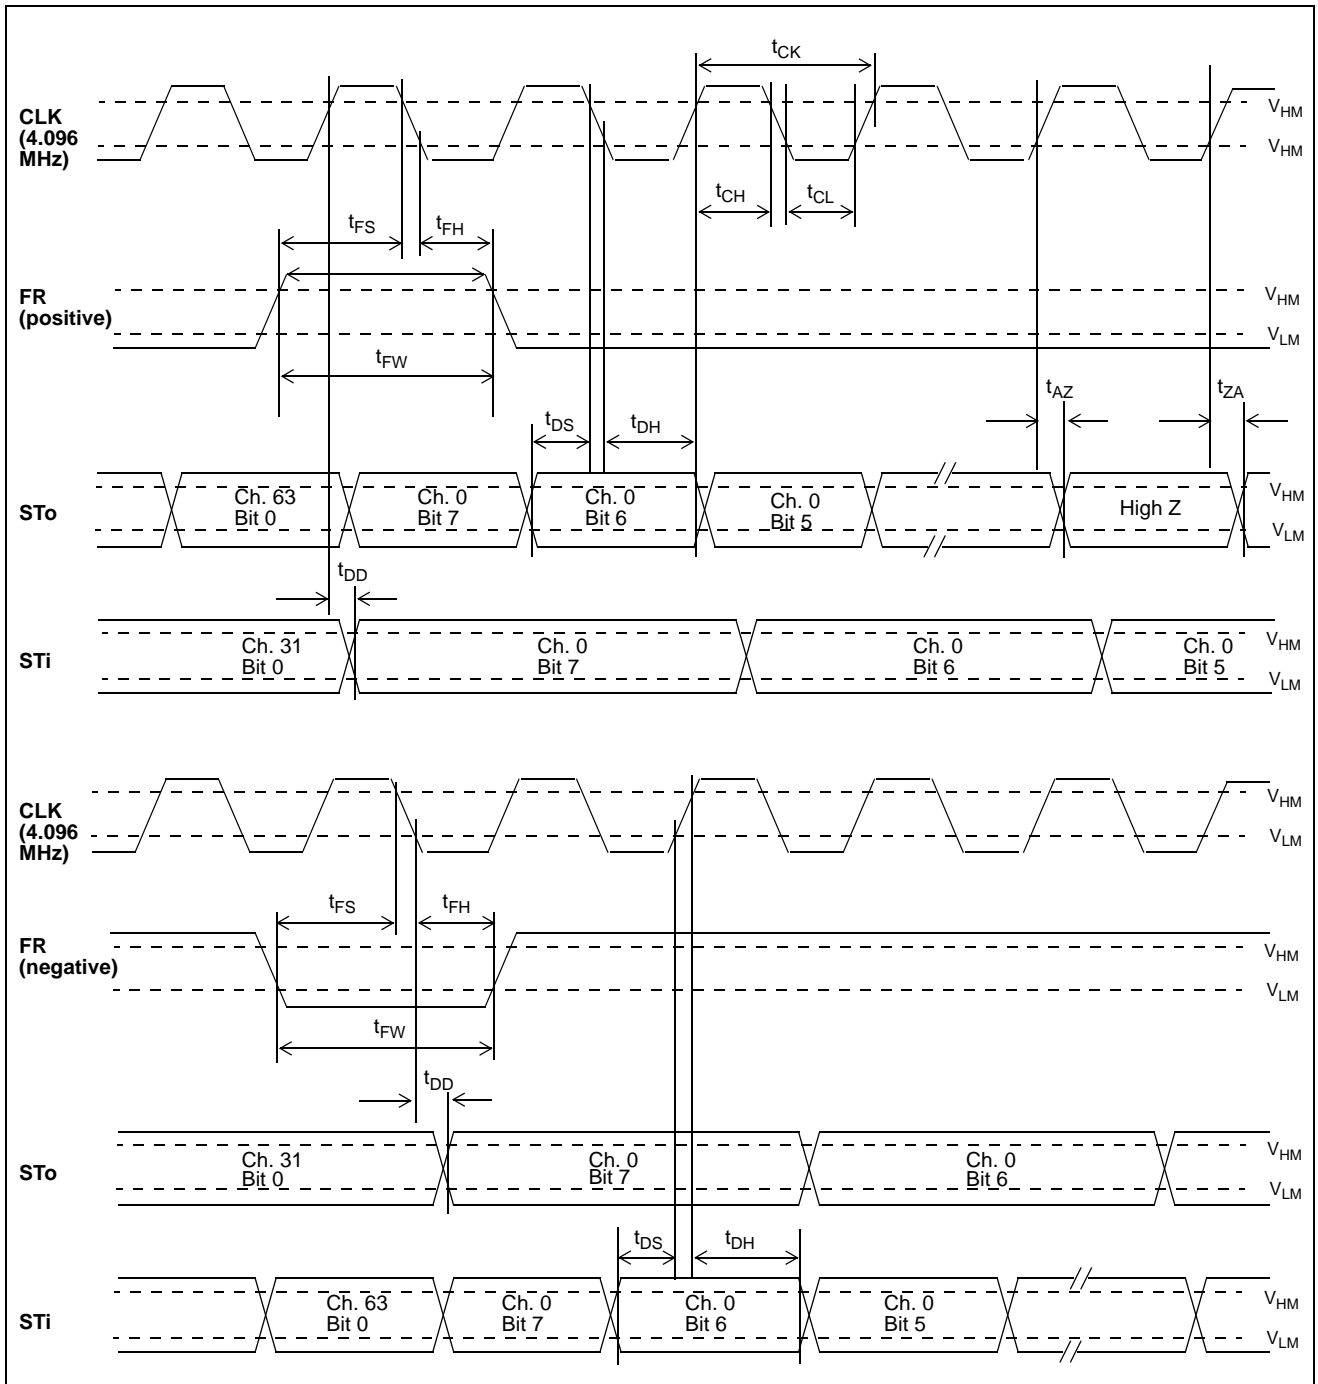 tCK
CLK
(4.096
MHz)
VHM
VHM
tCH
tCL
tFS
tFH
FR
(positive)
VHM
VLM
tFW
tAZ
tZA
tDS
tDH
STo
Ch. 63
Bit 0
Ch. 0
Bit 7
Ch. 0
Bit 6
Ch. 0
Bit 5
High Z
VHM
VLM
tDD
STi
Ch. 31
Bit 0
Ch. 0
Bit 7
Ch. 0
Bit 6
Ch. 0
Bit 5
VHM
VLM
CLK
(4.096
MHz)
VHM
VLM
tFS
tFH
FR
(negative)
VHM
VLM
tFW
tDD
STo
Ch. 31
Bit 0
Ch. 0
Bit 7
Ch. 0
Bit 6
VHM
VLM
tDS
tDH
STi
Ch. 63
Bit 0
Ch. 0
Bit 7
Ch. 0
Bit 6
Ch. 0
Bit 5
VHM
VLM